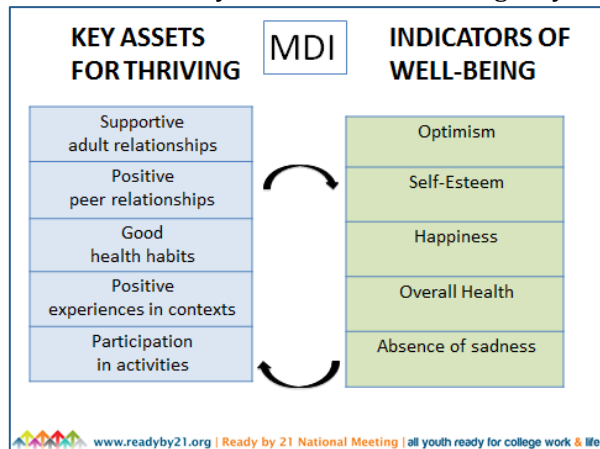 KEY ASSETS
FOR THRIVING
MDI
INDICATORS OF
WELL-BEING
Supportive
adult relationships
Positive
peer relationships
Good
health habits
Positive
experiences in contexts
Participation
in activities
Optimism
Self-Esteem
Happiness
Overall Health
Absence of sadness
www.readyby21.org | Ready by 21 National Meeting | all youth ready for college work & life